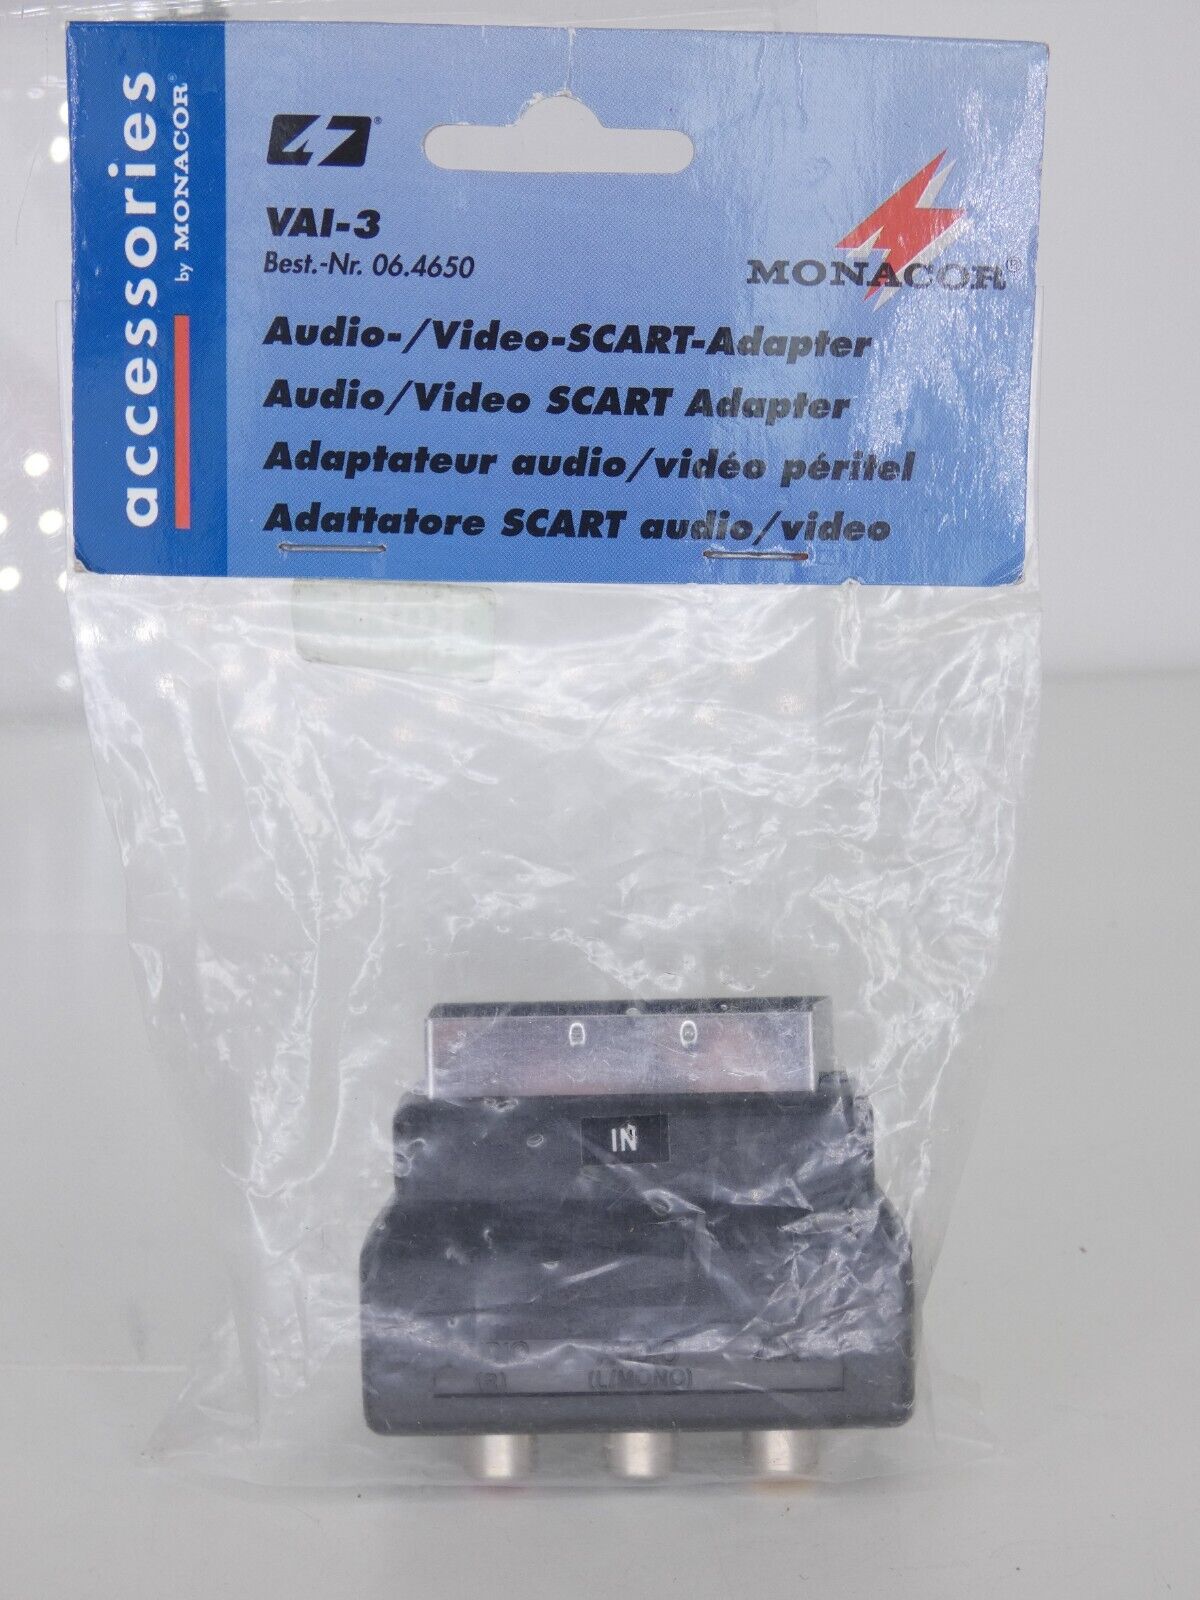 accessories
by MONACOR®
VAI-3
Best.-Nr. 06.4650
MONACOR®
Audio-/Video-SCART-Adapter
Audio/Video SCART Adapter
Adaptateur audio/vidéo péritel
Adattatore SCART audio/video
IN
(R) (L/MONO)